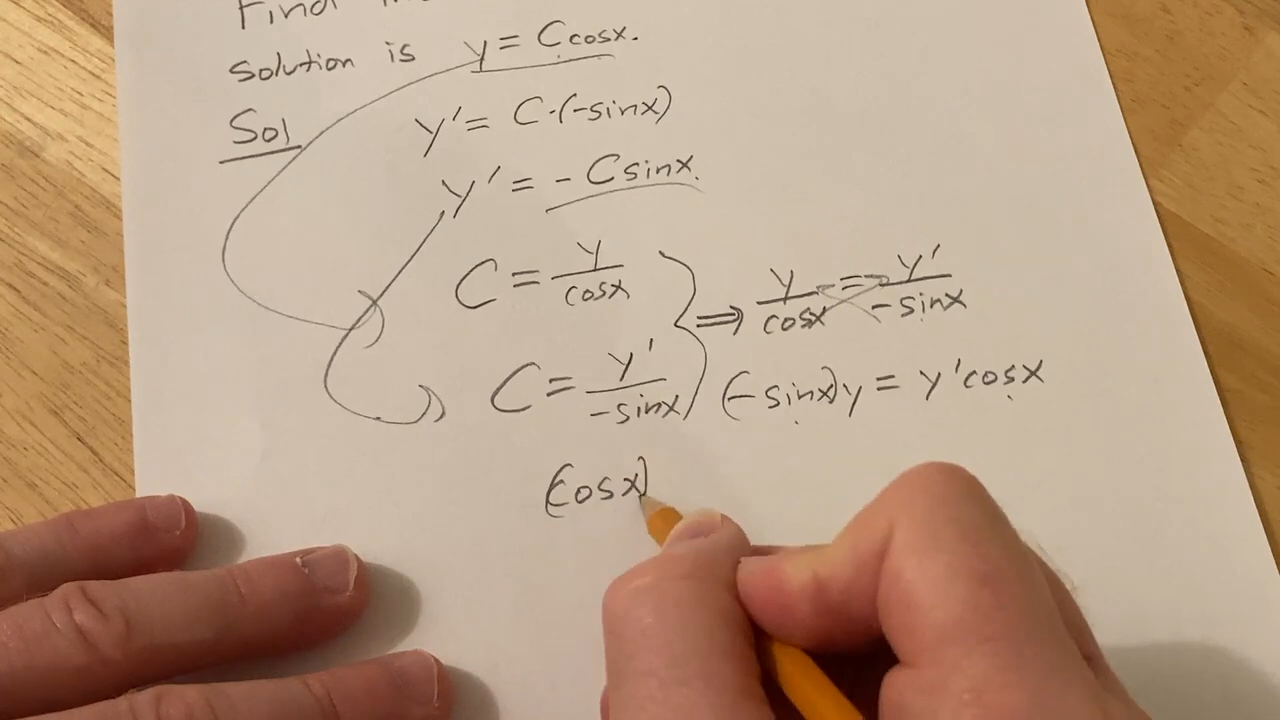 Find
solution is y = C cosx.
Sol
y' = C·(-sinx)
y' = - C sinx.
C = y/cosx
C = y'/-sinx
⇒ y/cosx = y'/-sinx
(-sinx)y = y'cosx
(cosx)